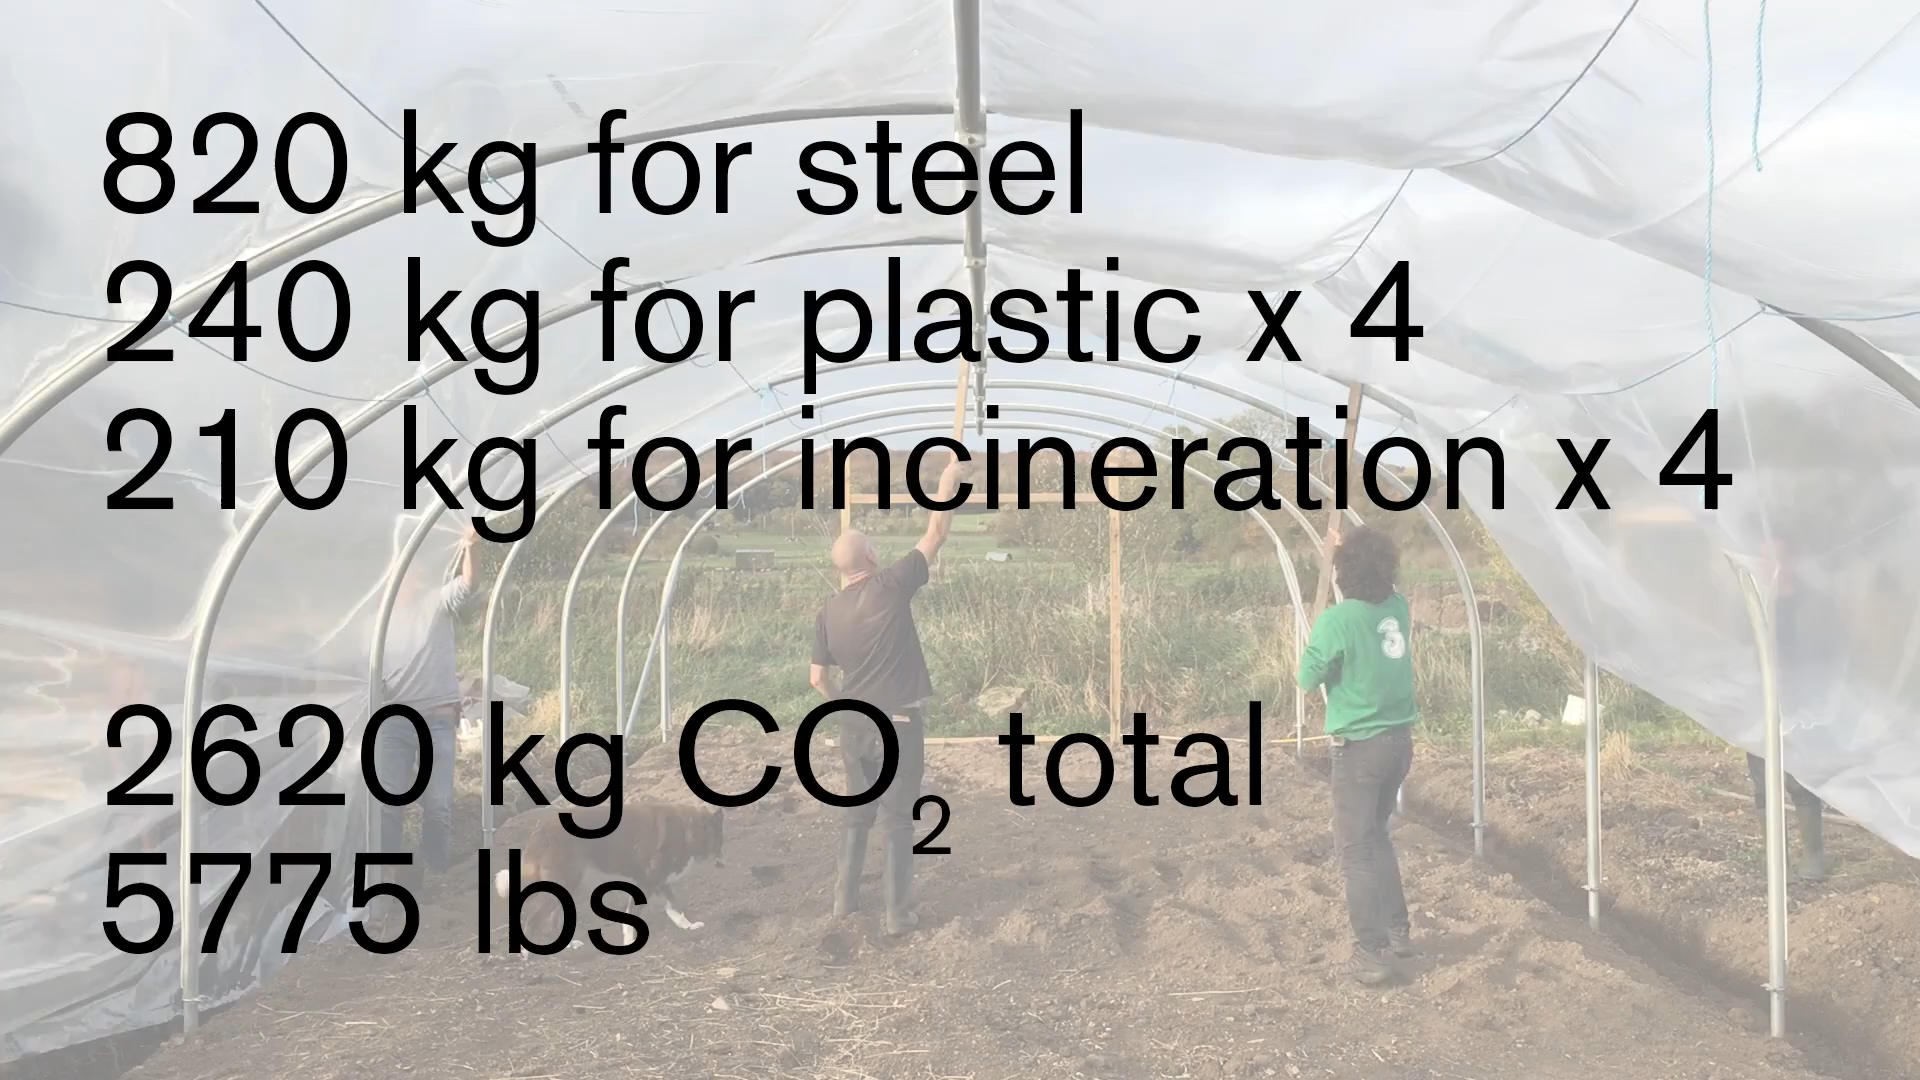 820 kg for steel
240 kg for plastic x 4
210 kg for incineration x 4
2620 kg CO₂ total
5775 lbs
3